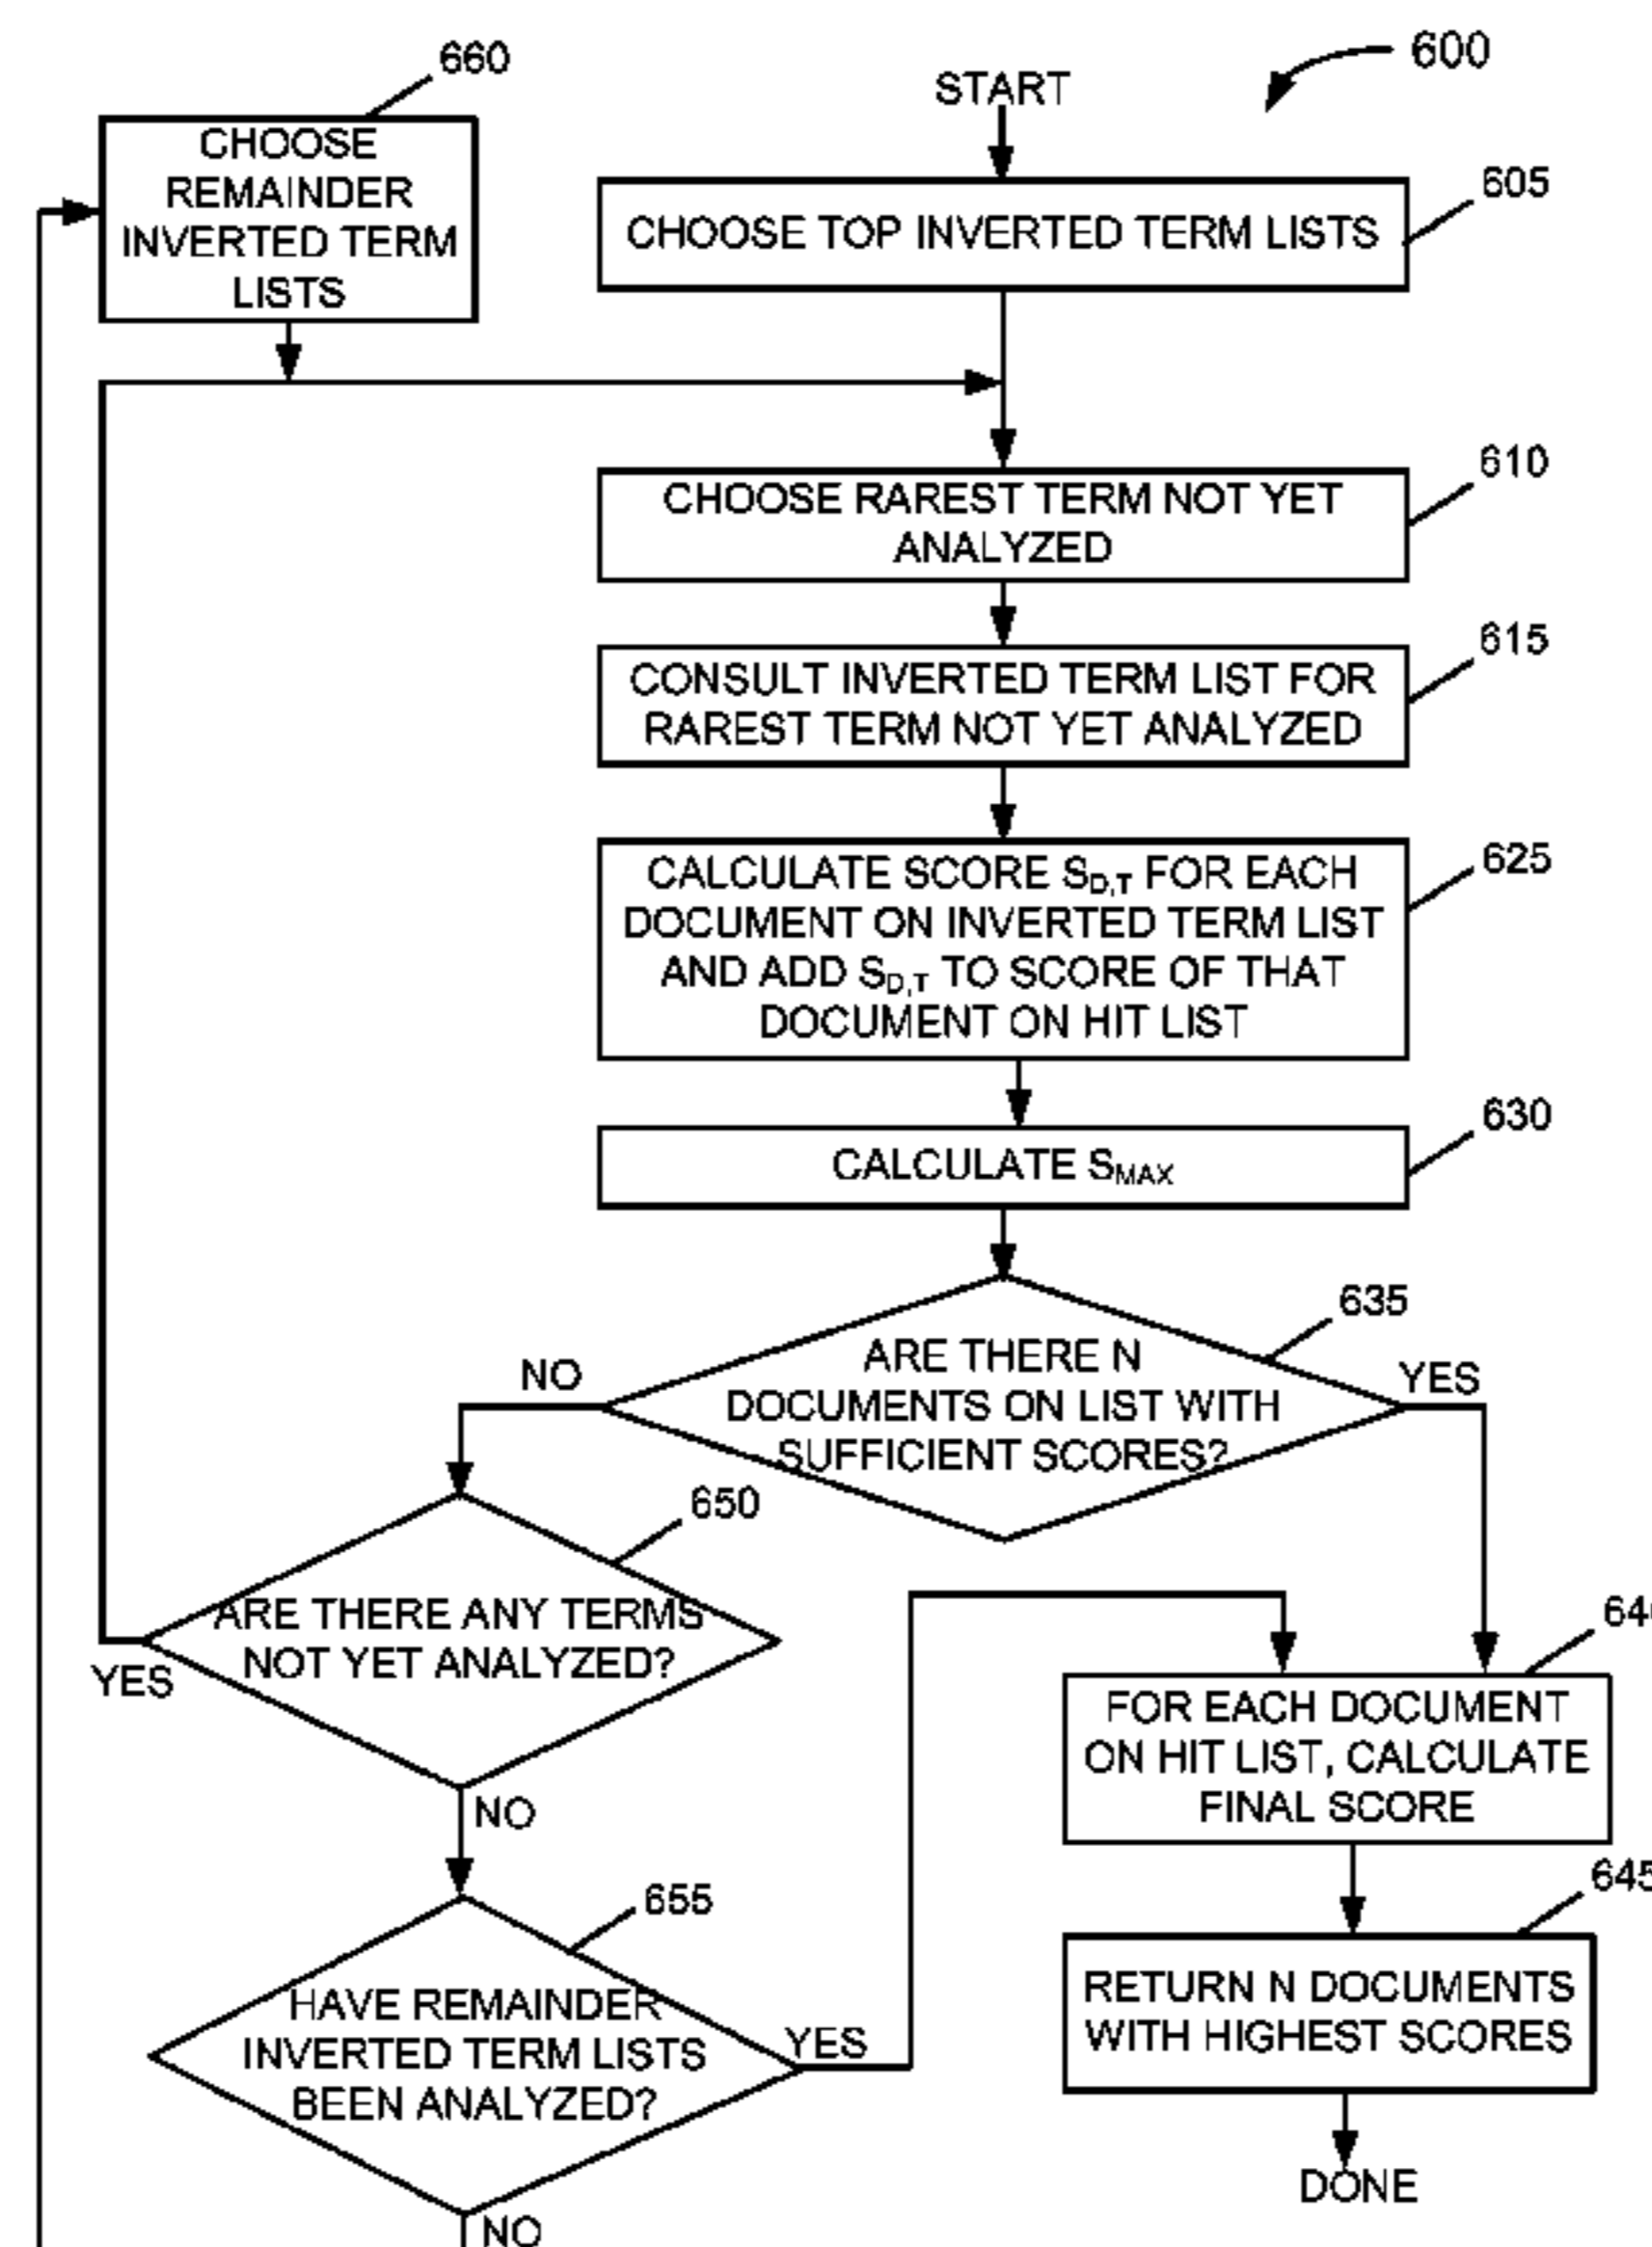 660
CHOOSE
REMAINDER
INVERTED TERM
LISTS
START
600
CHOOSE TOP INVERTED TERM LISTS
605
CHOOSE RAREST TERM NOT YET
ANALYZED
610
CONSULT INVERTED TERM LIST FOR
RAREST TERM NOT YET ANALYZED
615
CALCULATE SCORE S_D,T FOR EACH
DOCUMENT ON INVERTED TERM LIST
AND ADD S_D,T TO SCORE OF THAT
DOCUMENT ON HIT LIST
625
CALCULATE S_MAX
630
ARE THERE N
DOCUMENTS ON LIST WITH
SUFFICIENT SCORES?
635
NO
YES
ARE THERE ANY TERMS
NOT YET ANALYZED?
650
YES
NO
FOR EACH DOCUMENT
ON HIT LIST, CALCULATE
FINAL SCORE
HAVE REMAINDER
INVERTED TERM LISTS
BEEN ANALYZED?
655
YES
NO
RETURN N DOCUMENTS
WITH HIGHEST SCORES
645
DONE